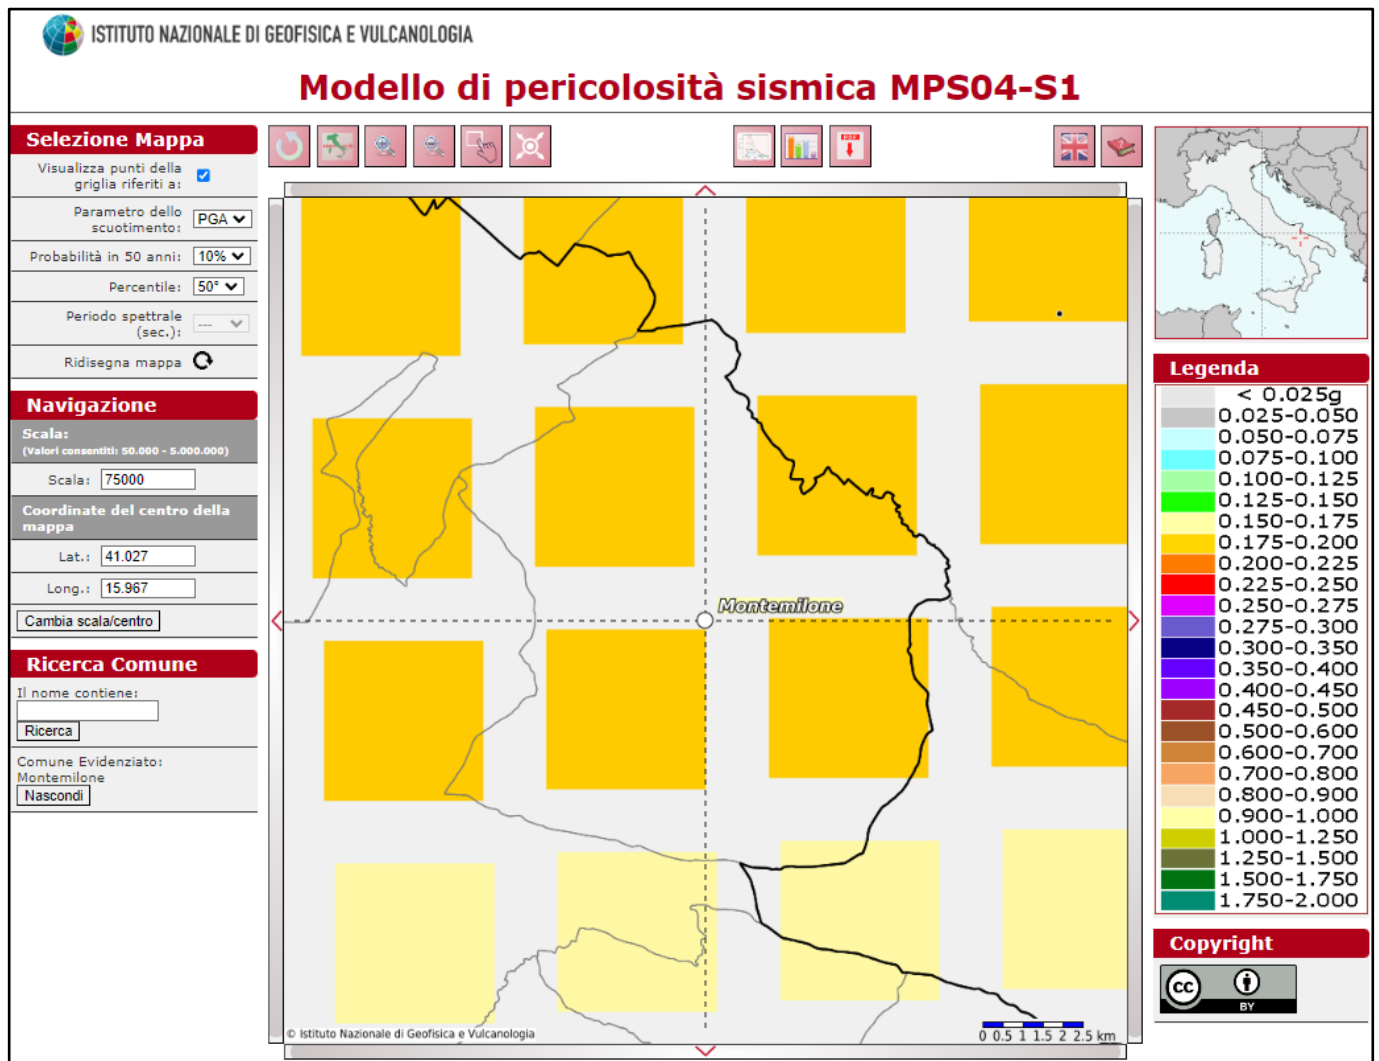 ISTITUTO NAZIONALE DI GEOFISICA E VULCANOLOGIA
Modello di pericolosità sismica MPS04-S1
Selezione Mappa
Visualizza punti della
griglia riferiti a:
Parametro dello
scuotimento:
PGA
Probabilità in 50 anni:
10%
Percentile:
50°
Periodo spettrale
(sec.):
---
Ridisegna mappa
Navigazione
Scala:
(Valori consentiti: 50.000 - 5.000.000)
Scala:
75000
Coordinate del centro della
mappa
Lat.:
41.027
Long.:
15.967
Cambia scala/centro
Ricerca Comune
Il nome contiene:
Ricerca
Comune Evidenziato:
Montemilone
Nascondi
PDF
Montemilone
© Istituto Nazionale di Geofisica e Vulcanologia
0 0.5 1 1.5 2 2.5 km
Legenda
< 0.025g
0.025-0.050
0.050-0.075
0.075-0.100
0.100-0.125
0.125-0.150
0.150-0.175
0.175-0.200
0.200-0.225
0.225-0.250
0.250-0.275
0.275-0.300
0.300-0.350
0.350-0.400
0.400-0.450
0.450-0.500
0.500-0.600
0.600-0.700
0.700-0.800
0.800-0.900
0.900-1.000
1.000-1.250
1.250-1.500
1.500-1.750
1.750-2.000
Copyright
cc
BY